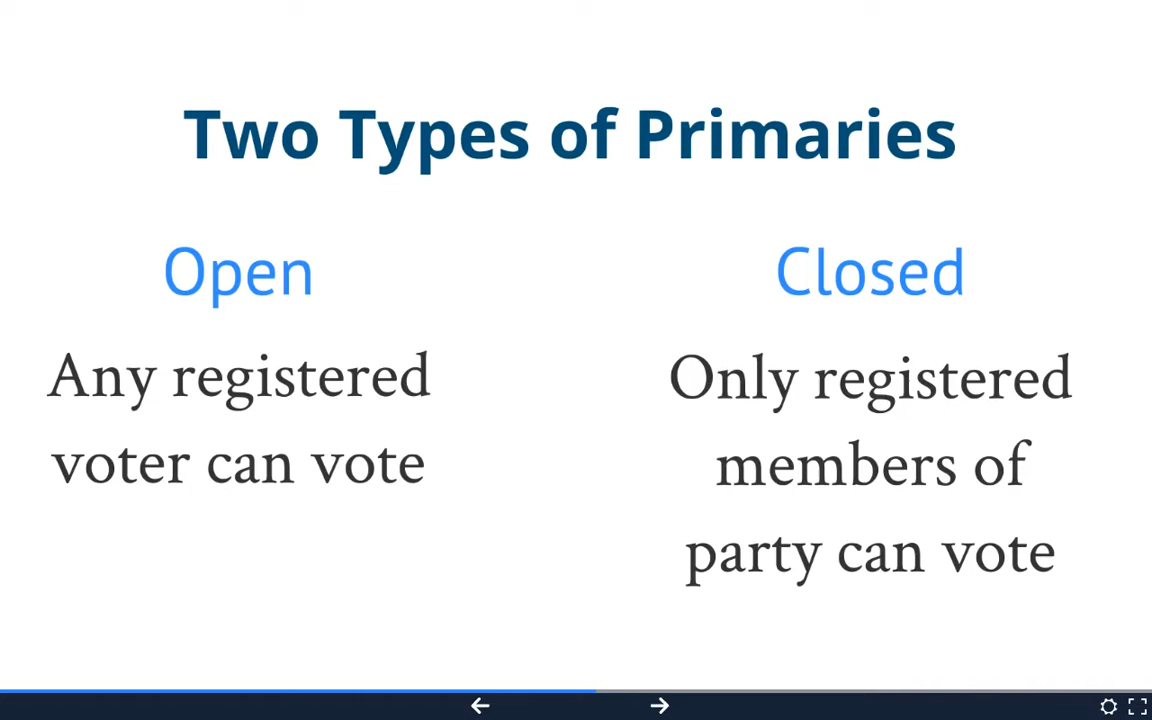 Two Types of Primaries
Open
Any registered
voter can vote
Closed
Only registered
members of
party can vote